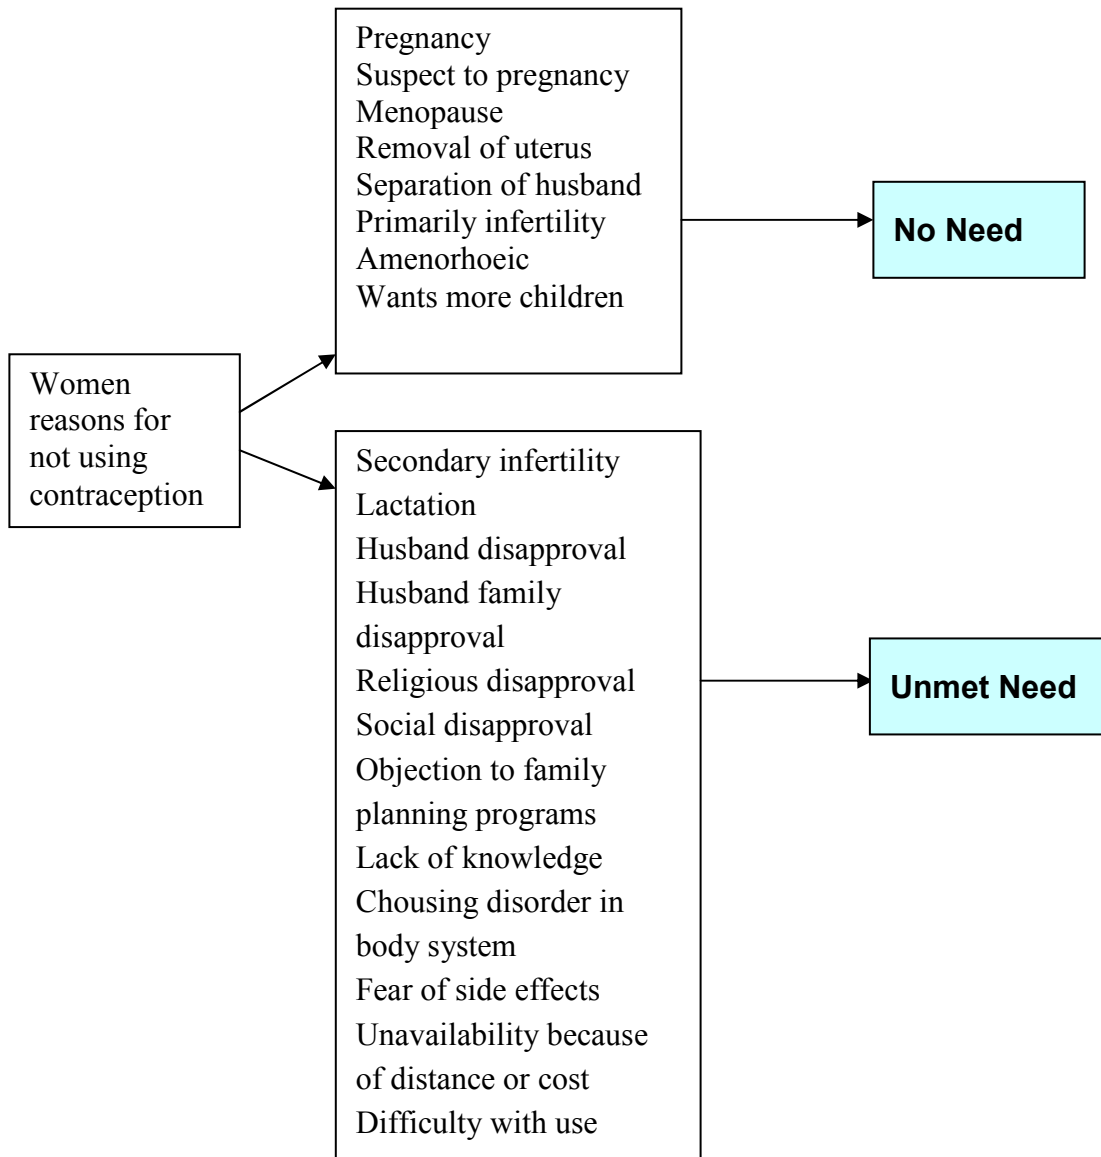 Pregnancy
Suspect to pregnancy
Menopause
Removal of uterus
Separation of husband
Primarily infertility
Amenorhoeic
Wants more children
No Need
Women
reasons for
not using
contraception
Secondary infertility
Lactation
Husband disapproval
Husband family
disapproval
Religious disapproval
Social disapproval
Objection to family
planning programs
Lack of knowledge
Chousing disorder in
body system
Fear of side effects
Unavailability because
of distance or cost
Difficulty with use
Unmet Need